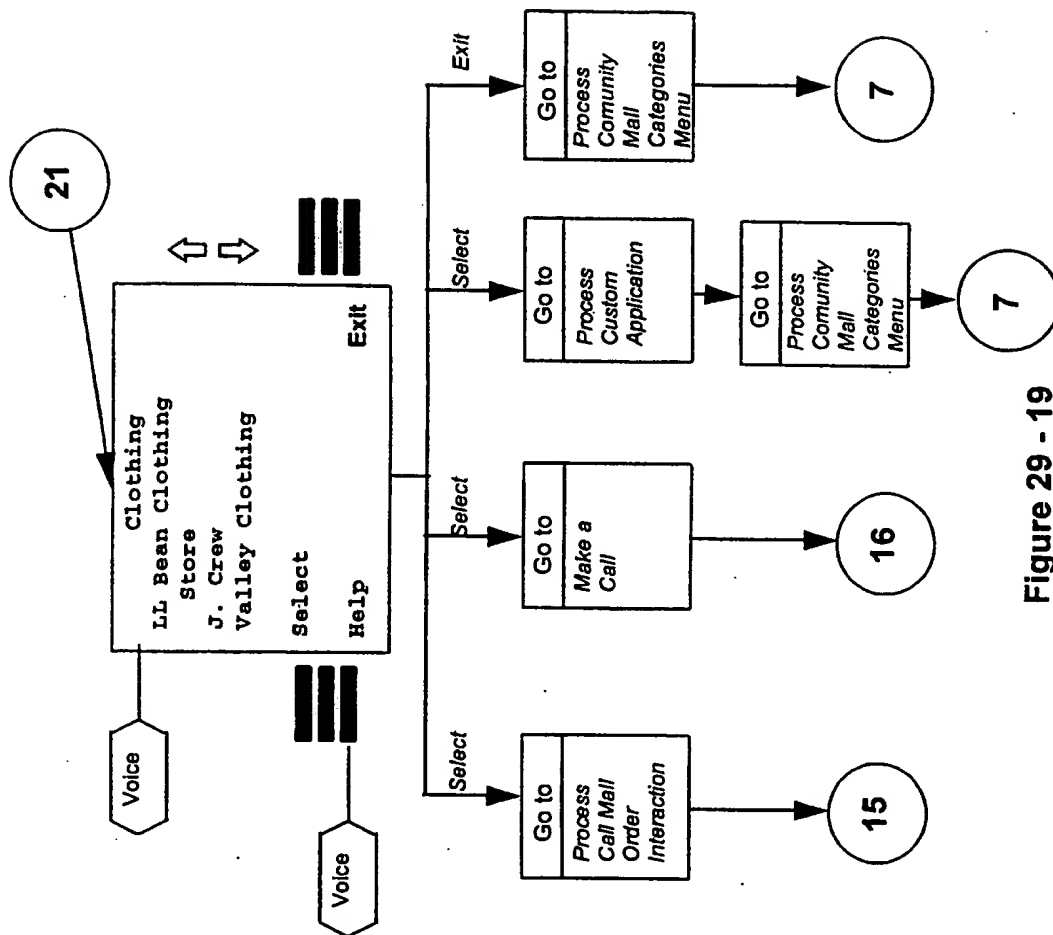 21
Voice
Clothing
LL Bean Clothing
Store
J. Crew
Valley Clothing
Select
Help
Exit
Voice
Select
Select
Select
Exit
Go to
Process
Call Mall
Order
Interaction
15
Go to
Make a
Call
16
Go to
Process
Custom
Application
Go to
Process
Comunity
Mall
Categories
Menu
7
Go to
Process
Comunity
Mall
Categories
Menu
7
Figure 29 - 19